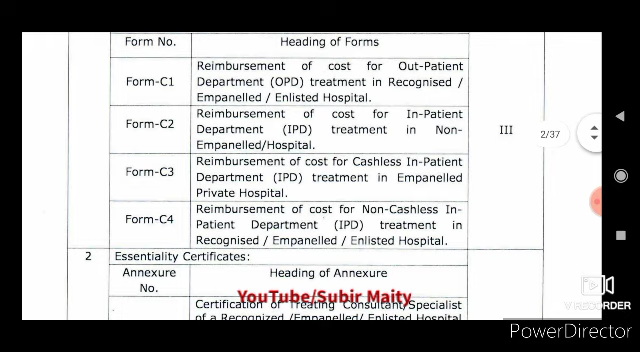 Form No. Heading of Forms
Form-C1
Reimbursement of cost for Out-Patient
Department (OPD) treatment in Recognised /
Empanelled / Enlisted Hospital.
Form-C2
Reimbursement of cost for In-Patient
Department (IPD) treatment in Non-
Empanelled/Hospital.
III
2/37
Form-C3
Reimbursement of cost for Cashless In-Patient
Department (IPD) treatment in Empanelled
Private Hospital.
Form-C4
Reimbursement of cost for Non-Cashless In-
Patient Department (IPD) treatment in
Recognised / Empanelled / Enlisted Hospital.
2 Essentiality Certificates:
Annexure
No.
Heading of Annexure
YouTube/Subir Maity
Certification of Treating Consultant/Specialist
of a Recognized /Empanelled/ Enlisted Hospital
PowerDirector